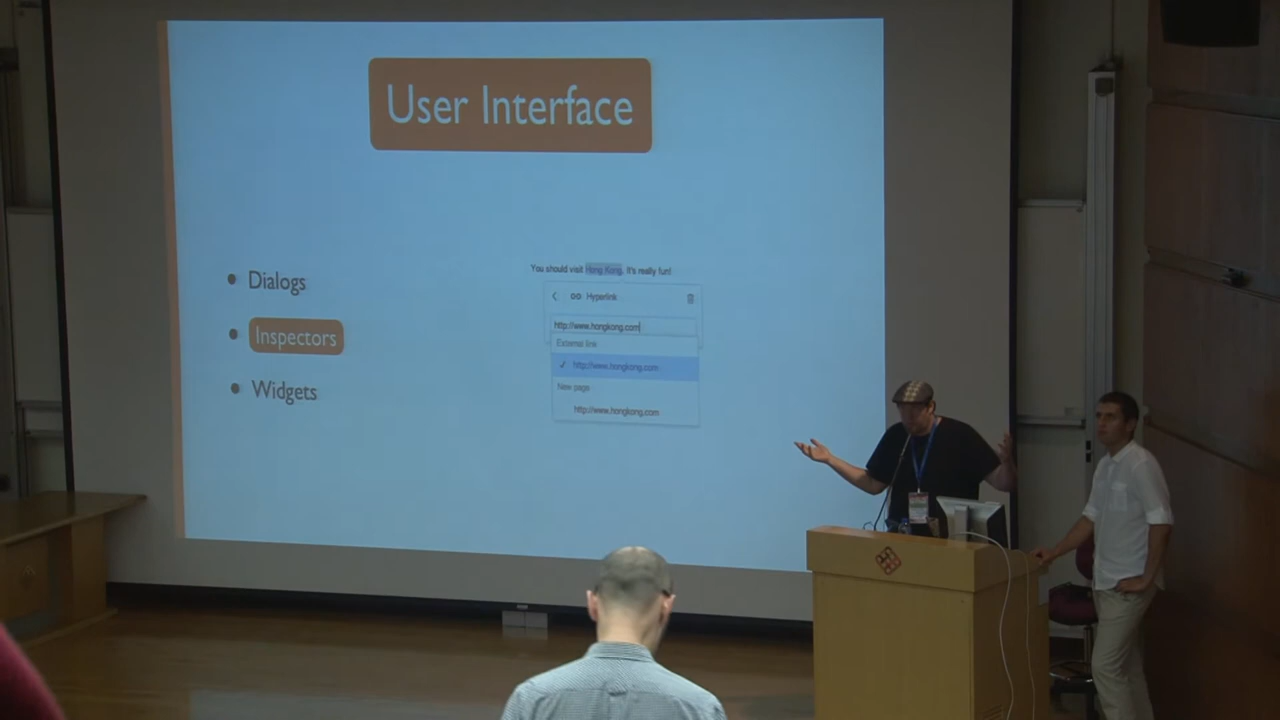 User Interface
Dialogs
Inspectors
Widgets
You should visit Hong Kong. It's really fun!
Hyperlink
http://www.hongkong.com
External link
http://www.hongkong.com
New page
http://www.hongkong.com